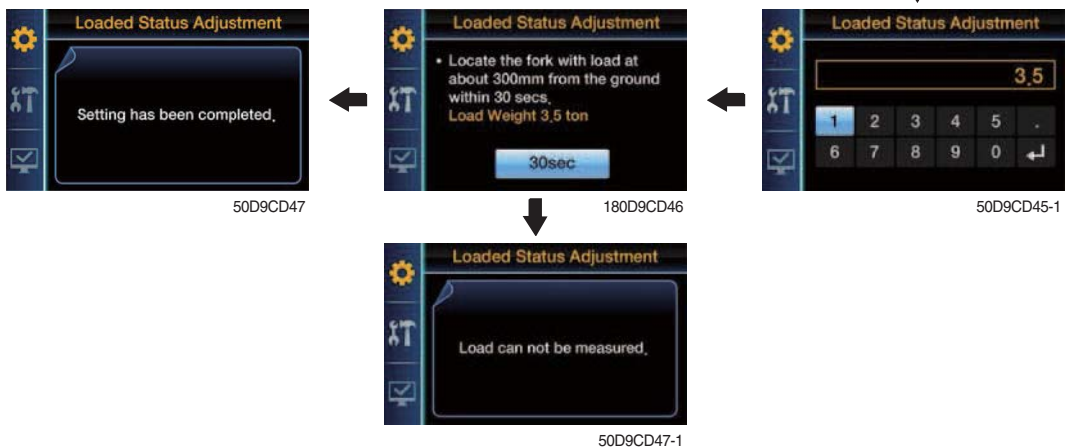 Loaded Status Adjustment
Setting has been completed.
50D9CD47
Loaded Status Adjustment
• Locate the fork with load at
about 300mm from the ground
within 30 secs.
Load Weight 3.5 ton
30sec
180D9CD46
Loaded Status Adjustment
3.5
1 2 3 4 5 .
6 7 8 9 0 ↵
50D9CD45-1
Loaded Status Adjustment
Load can not be measured.
50D9CD47-1